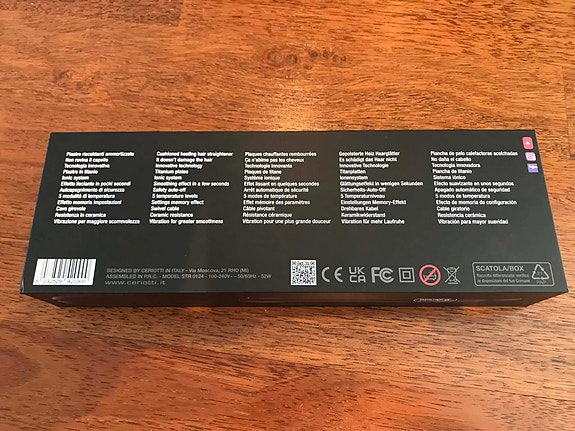 Piastre riscaldanti ammortizzate
Non rovina il capello
Tecnologia innovativa
Piastre in titanio
Ionic system
Effetto lisciante in pochi secondi
Autospegnimento di sicurezza
5 modalità di temperatura
Effetto memoria impostazioni
Cavo girevole
Resistenza in ceramica
Vibrazione per maggiore scorrevolezza
Cushioned heating hair straightener
It doesn't damage the hair
Innovative technology
Titanium plates
Ionic system
Smoothing effect in a few seconds
Safety auto-off
5 temperature levels
Settings memory effect
Swivel cable
Ceramic resistance
Vibration for greater smoothness
Plaques chauffantes rembourrées
Ça n'abîme pas les cheveux
Technologie innovante
Plaques de titane
Système ionique
Effet lissant en quelques secondes
Arrêt automatique de sécurité
5 modes de température
Effet mémoire des paramètres
Câble pivotant
Résistance céramique
Vibration pour une plus grande douceur
Gepolsterte Heiz Haarglätter
Es schädigt das Haar nicht
Innovative Technologie
Titanplatten
Ionensystem
Glättungseffekt in wenigen Sekunden
Sicherheits-Auto-Off
5 Temperaturniveaus
Einstellungen Memory-Effekt
Drehbares Kabel
Keramikwiderstand
Vibration für mehr Laufruhe
Plancha de pelo calefactoras acolchada
No daña el cabello
Tecnología innovadora
Plancha de Titanio
Sistema iónico
Efecto suavizante en unos segundos
Apagado automático de seguridad
5 modos de temperatura
Efecto de memoria de configuración
Cable giratorio
Resistencia cerámica
Vibración para mayor suavidad
DESIGNED BY CERIOTTI IN ITALY - Via Moscova, 21 RHO (MI)
ASSEMBLED IN P.R.C. - MODEL STR 0124 - 100-240V~ - 50/60Hz - 52W
www.ceriotti.it
CE UK CA FC
SCATOLA/BOX
Raccolta differenziata, verifica
le disposizioni del tuo Comune